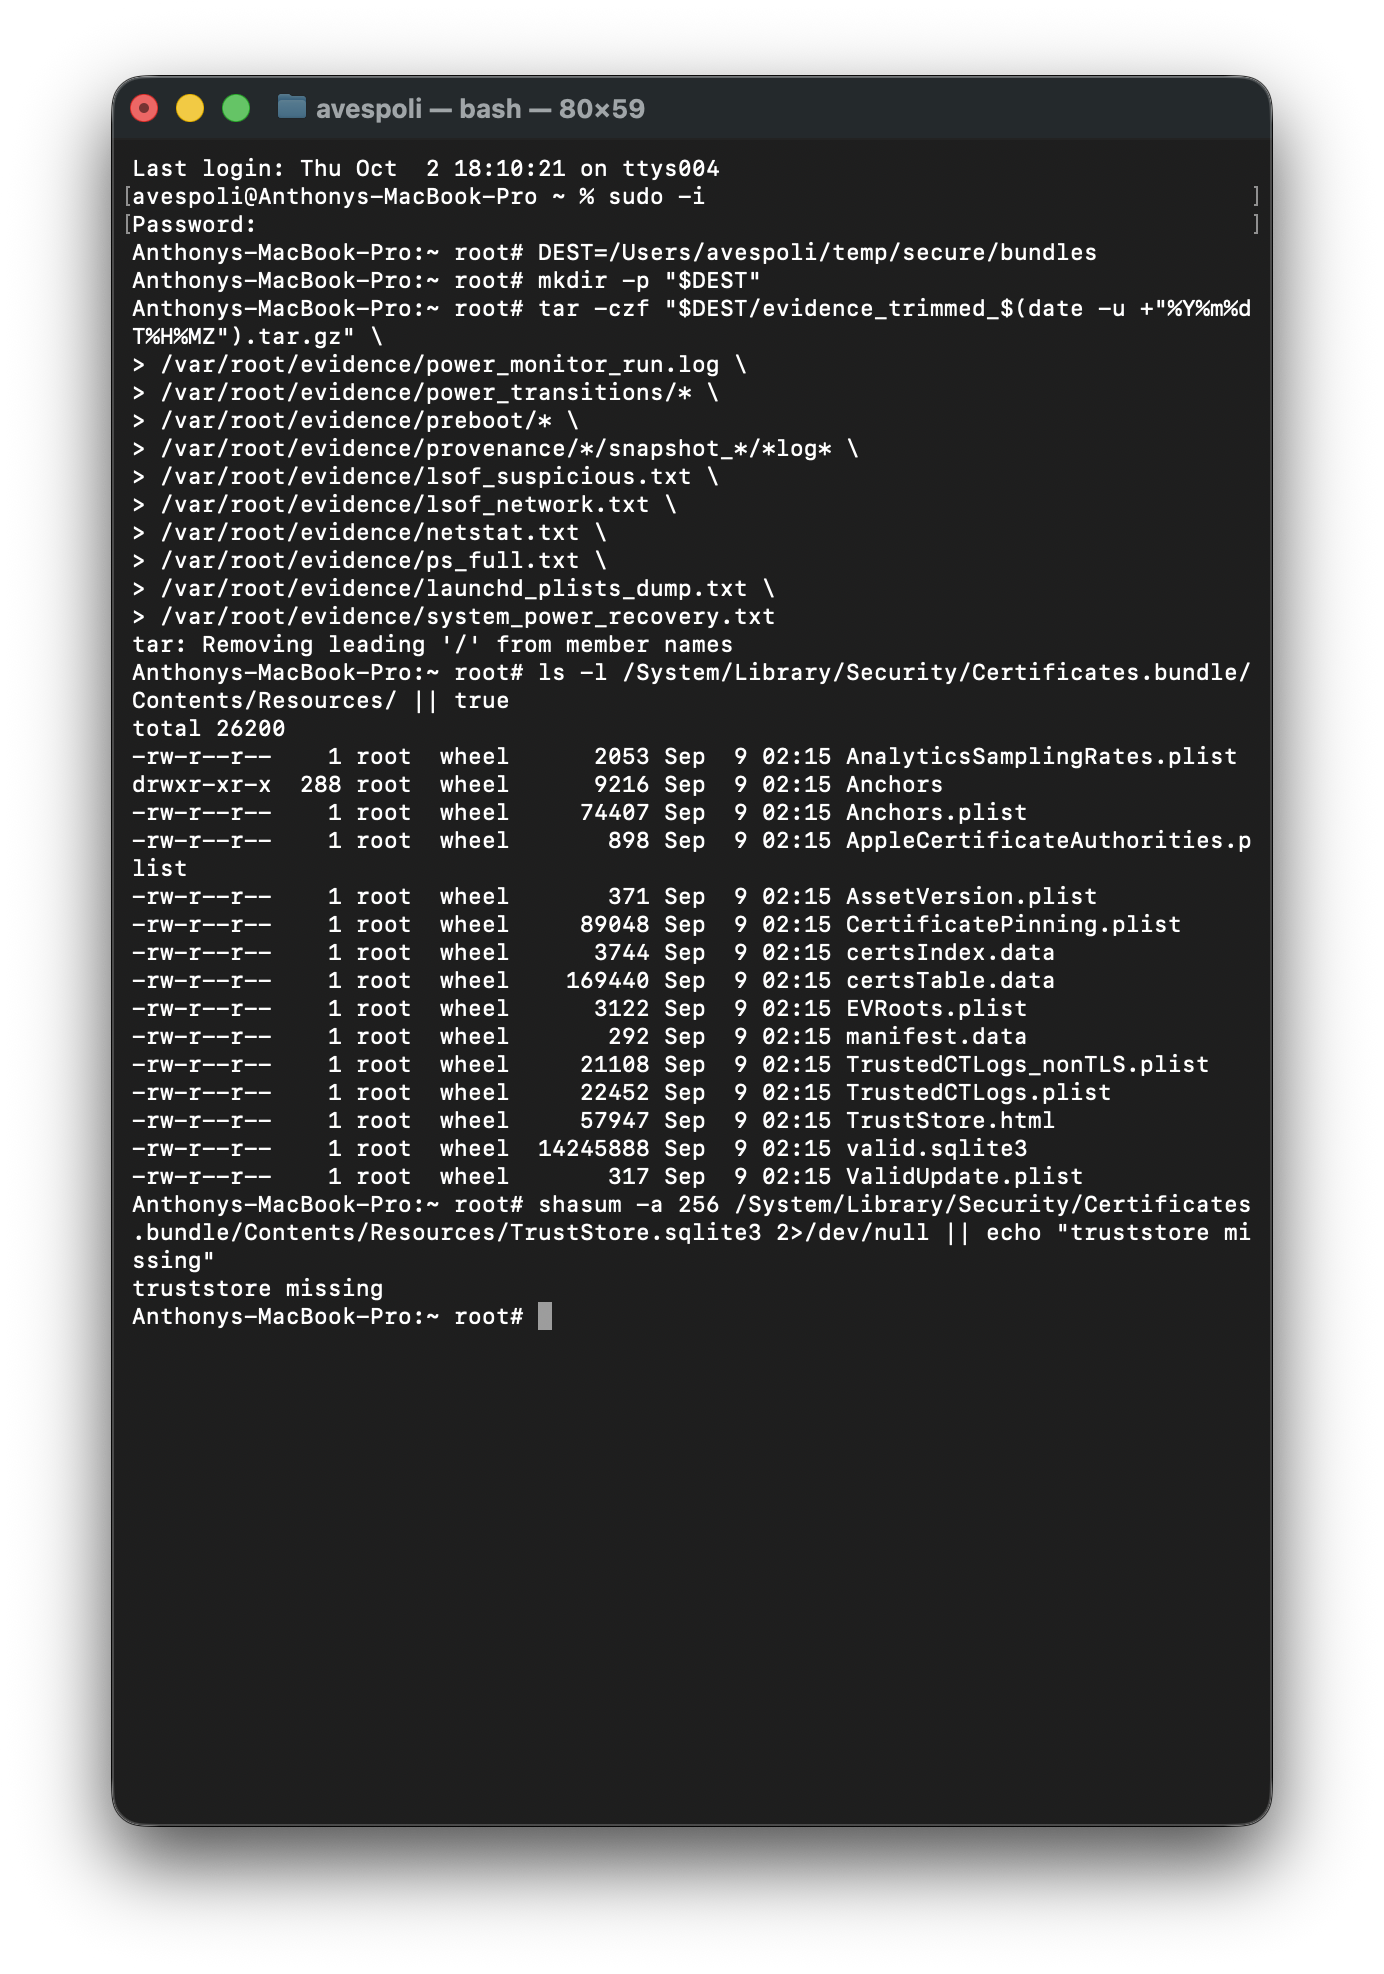 avespoli — bash — 80×59
Last login: Thu Oct  2 18:10:21 on ttys004
[avespoli@Anthonys-MacBook-Pro ~ % sudo -i ]
[Password: ]
Anthonys-MacBook-Pro:~ root# DEST=/Users/avespoli/temp/secure/bundles
Anthonys-MacBook-Pro:~ root# mkdir -p "$DEST"
Anthonys-MacBook-Pro:~ root# tar -czf "$DEST/evidence_trimmed_$(date -u +"%Y%m%d
T%H%MZ").tar.gz" \
> /var/root/evidence/power_monitor_run.log \
> /var/root/evidence/power_transitions/* \
> /var/root/evidence/preboot/* \
> /var/root/evidence/provenance/*/snapshot_*/*log* \
> /var/root/evidence/lsof_suspicious.txt \
> /var/root/evidence/lsof_network.txt \
> /var/root/evidence/netstat.txt \
> /var/root/evidence/ps_full.txt \
> /var/root/evidence/launchd_plists_dump.txt \
> /var/root/evidence/system_power_recovery.txt
tar: Removing leading '/' from member names
Anthonys-MacBook-Pro:~ root# ls -l /System/Library/Security/Certificates.bundle/
Contents/Resources/ || true
total 26200
-rw-r--r--    1 root  wheel      2053 Sep  9 02:15 AnalyticsSamplingRates.plist
drwxr-xr-x  288 root  wheel      9216 Sep  9 02:15 Anchors
-rw-r--r--    1 root  wheel     74407 Sep  9 02:15 Anchors.plist
-rw-r--r--    1 root  wheel       898 Sep  9 02:15 AppleCertificateAuthorities.p
list
-rw-r--r--    1 root  wheel       371 Sep  9 02:15 AssetVersion.plist
-rw-r--r--    1 root  wheel     89048 Sep  9 02:15 CertificatePinning.plist
-rw-r--r--    1 root  wheel      3744 Sep  9 02:15 certsIndex.data
-rw-r--r--    1 root  wheel    169440 Sep  9 02:15 certsTable.data
-rw-r--r--    1 root  wheel      3122 Sep  9 02:15 EVRoots.plist
-rw-r--r--    1 root  wheel       292 Sep  9 02:15 manifest.data
-rw-r--r--    1 root  wheel     21108 Sep  9 02:15 TrustedCTLogs_nonTLS.plist
-rw-r--r--    1 root  wheel     22452 Sep  9 02:15 TrustedCTLogs.plist
-rw-r--r--    1 root  wheel     57947 Sep  9 02:15 TrustStore.html
-rw-r--r--    1 root  wheel  14245888 Sep  9 02:15 valid.sqlite3
-rw-r--r--    1 root  wheel       317 Sep  9 02:15 ValidUpdate.plist
Anthonys-MacBook-Pro:~ root# shasum -a 256 /System/Library/Security/Certificates
.bundle/Contents/Resources/TrustStore.sqlite3 2>/dev/null || echo "truststore mi
ssing"
truststore missing
Anthonys-MacBook-Pro:~ root#